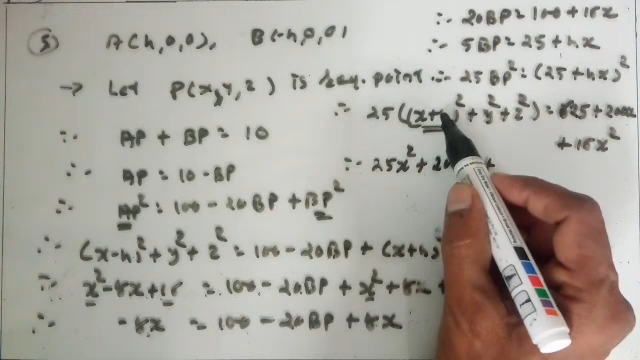 5) A(4,0,0), B(-4,0,0)
→ Let P(x,y,z) is req. point
∴ AP + BP = 10
∴ AP = 10 - BP
∴ AP² = 100 - 20BP + BP²
∴ (x-4)² + y² + z² = 100 - 20BP + (x+4)
∴ x² - 8x + 16 = 100 - 20BP + x² + 8x +
∴ -8x = 100 - 20BP + 8x
∴ 20BP = 100 + 16x
∴ 5BP = 25 + 4x
∴ 25BP² = (25+4x)²
∴ 25((x+4)² + y² + z²) = 625 + 200x
+ 16x²
∴ 25x² + 20